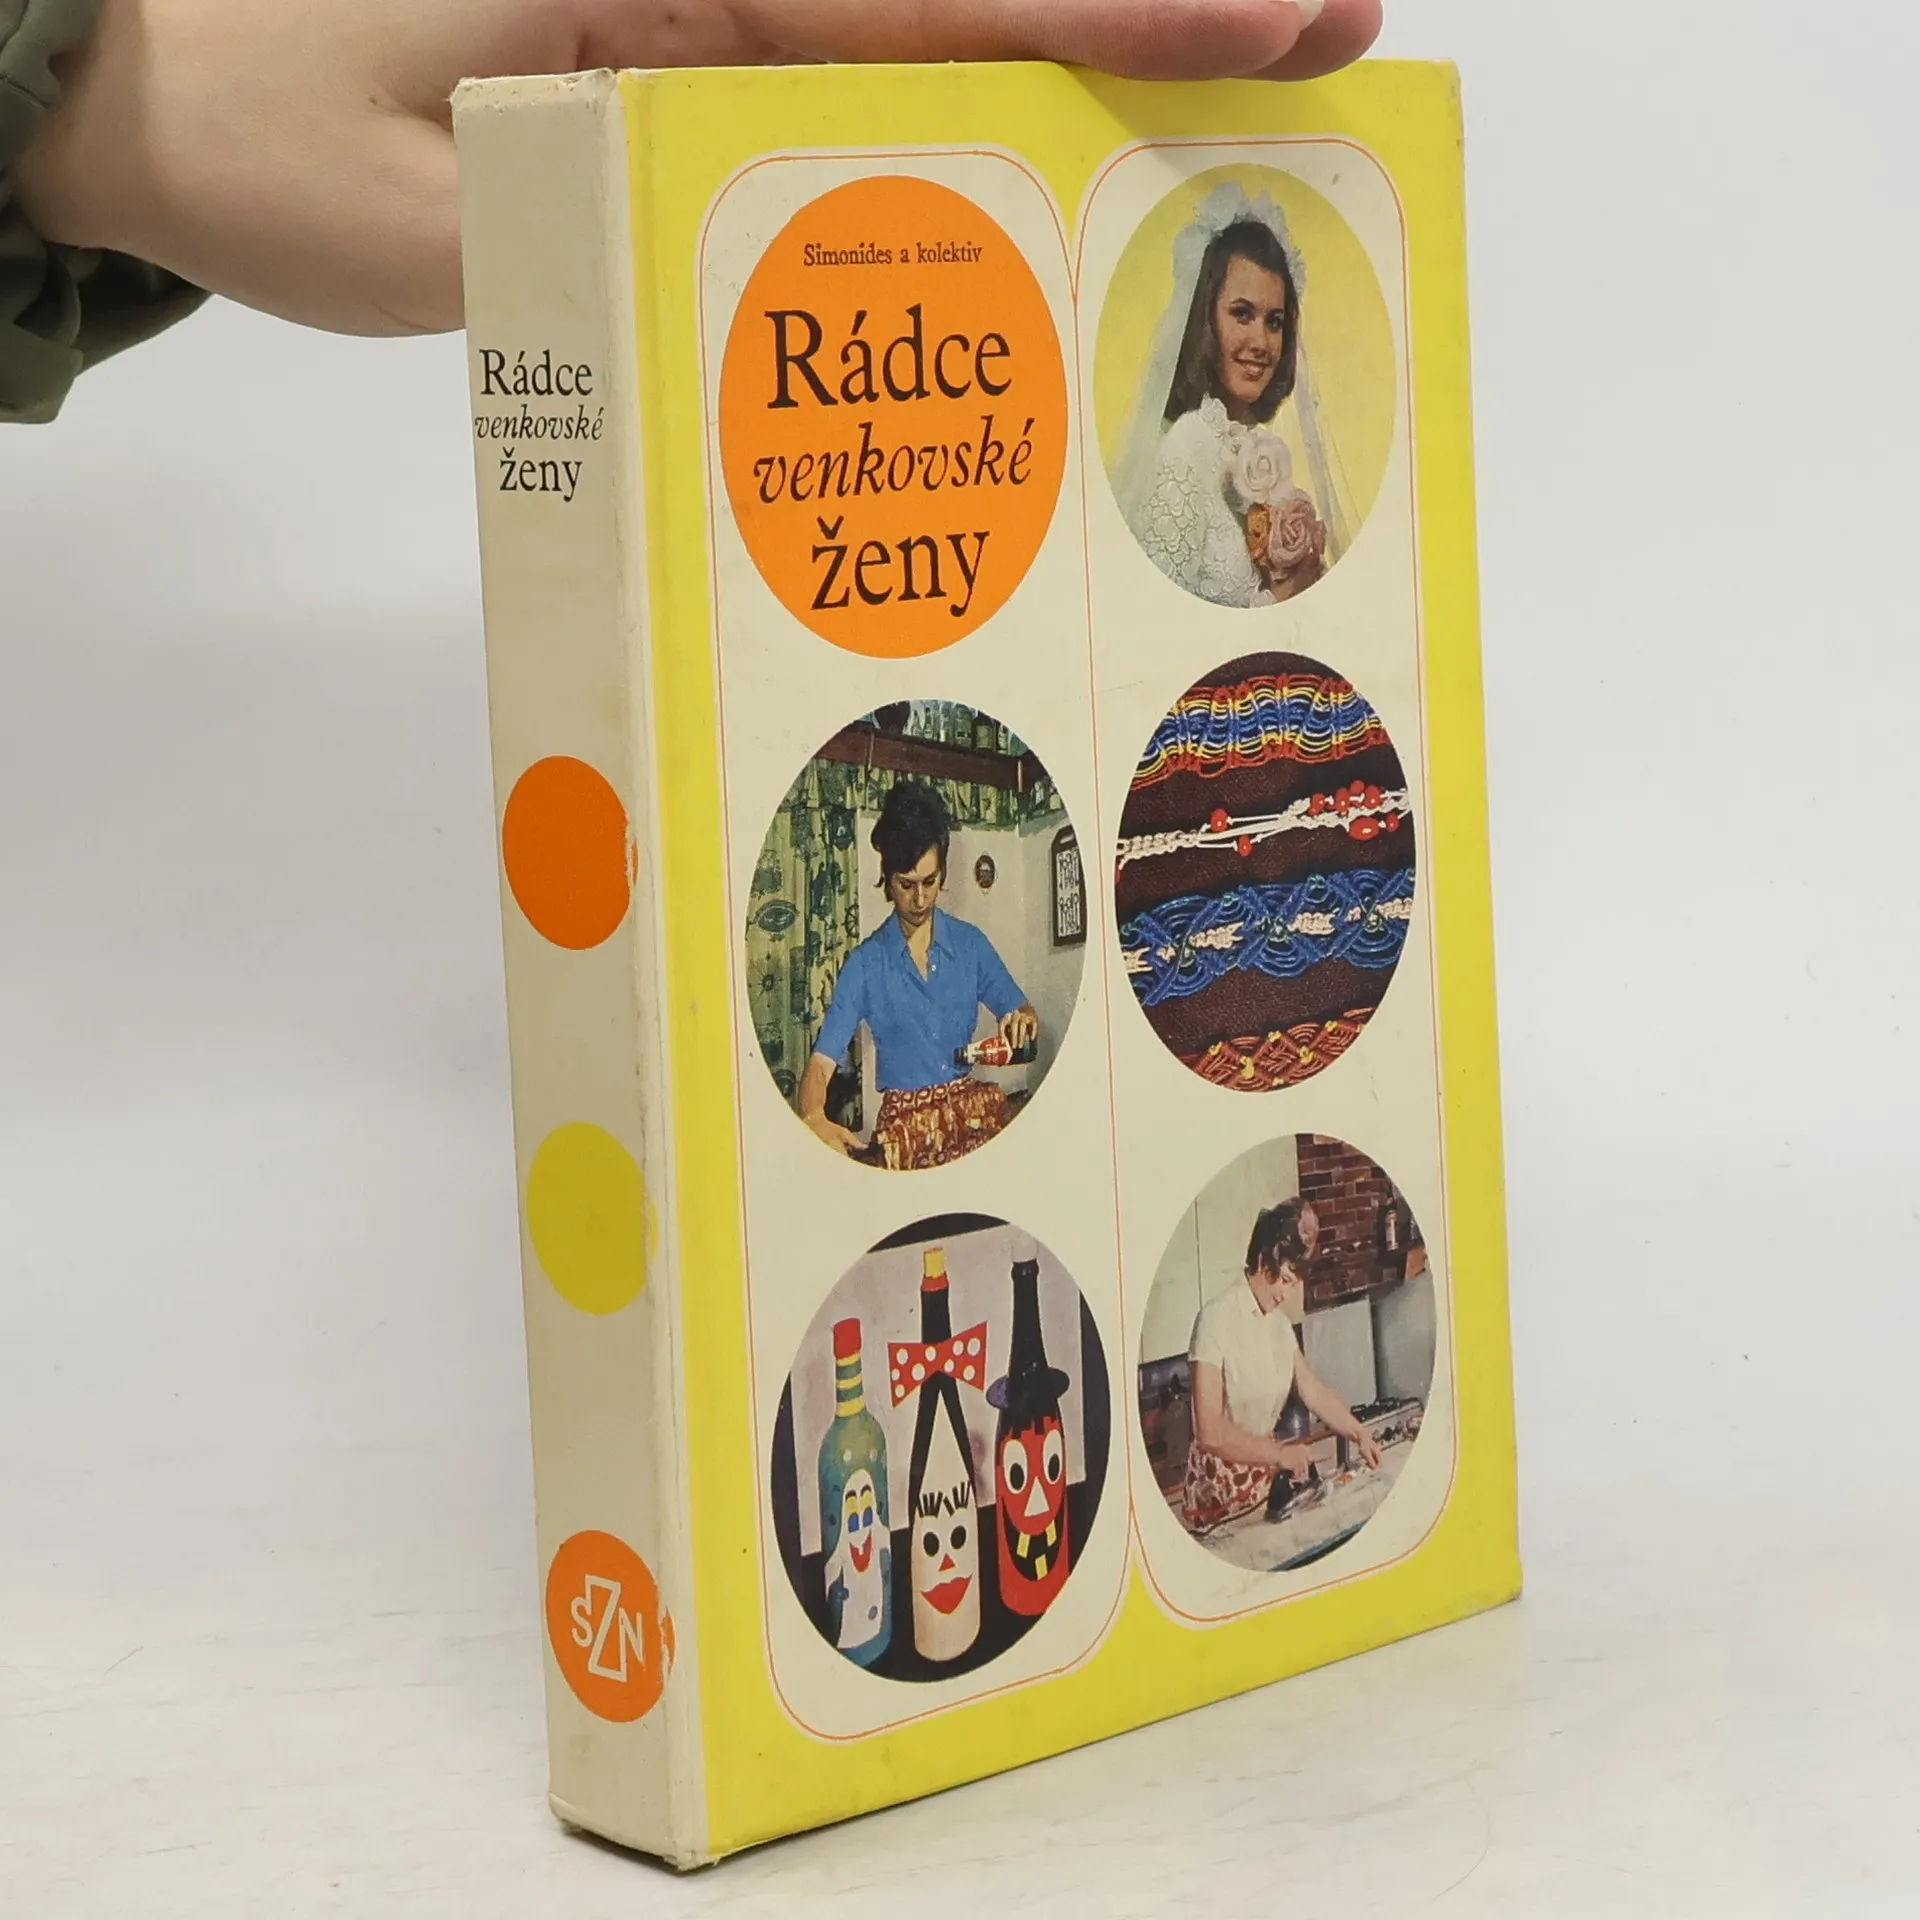 Rádce
venkovské
ženy
SZN
Simonides a kolektiv
Rádce
venkovské
ženy